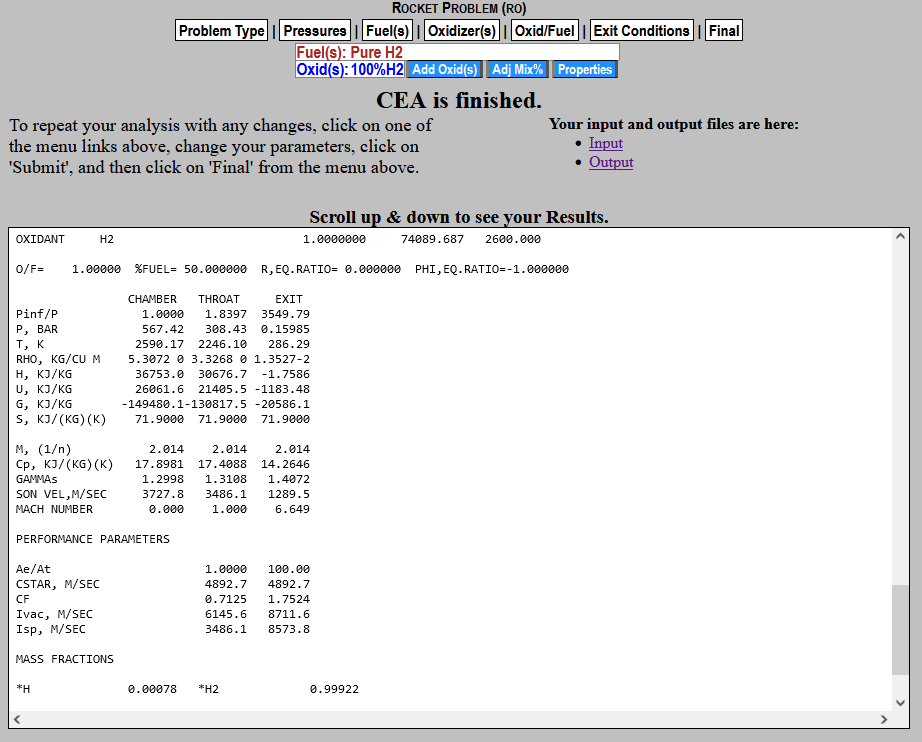 ROCKET PROBLEM (RO)
Problem Type | Pressures | Fuel(s) | Oxidizer(s) | Oxid/Fuel | Exit Conditions | Final
Fuel(s): Pure H2
Oxid(s): 100%H2 Add Oxid(s) Adj Mix% Properties
CEA is finished.
To repeat your analysis with any changes, click on one of
the menu links above, change your parameters, click on
'Submit', and then click on 'Final' from the menu above.
Your input and output files are here:
• Input
• Output
Scroll up & down to see your Results.
OXIDANT H2 1.0000000 74089.687 2600.000
O/F= 1.00000 %FUEL= 50.000000 R,EQ.RATIO= 0.000000 PHI,EQ.RATIO=-1.000000
CHAMBER THROAT EXIT
Pinf/P 1.0000 1.8397 3549.79
P, BAR 567.42 308.43 0.15985
T, K 2590.17 2246.10 286.29
RHO, KG/CU M 5.3072 0 3.3268 0 1.3527-2
H, KJ/KG 36753.0 30676.7 -1.7586
U, KJ/KG 26061.6 21405.5 -1183.48
G, KJ/KG -149480.1-130817.5 -20586.1
S, KJ/(KG)(K) 71.9000 71.9000 71.9000
M, (1/n) 2.014 2.014 2.014
Cp, KJ/(KG)(K) 17.8981 17.4088 14.2646
GAMMAs 1.2998 1.3108 1.4072
SON VEL,M/SEC 3727.8 3486.1 1289.5
MACH NUMBER 0.000 1.000 6.649
PERFORMANCE PARAMETERS
Ae/At 1.0000 100.00
CSTAR, M/SEC 4892.7 4892.7
CF 0.7125 1.7524
Ivac, M/SEC 6145.6 8711.6
Isp, M/SEC 3486.1 8573.8
MASS FRACTIONS
*H 0.00078 *H2 0.99922